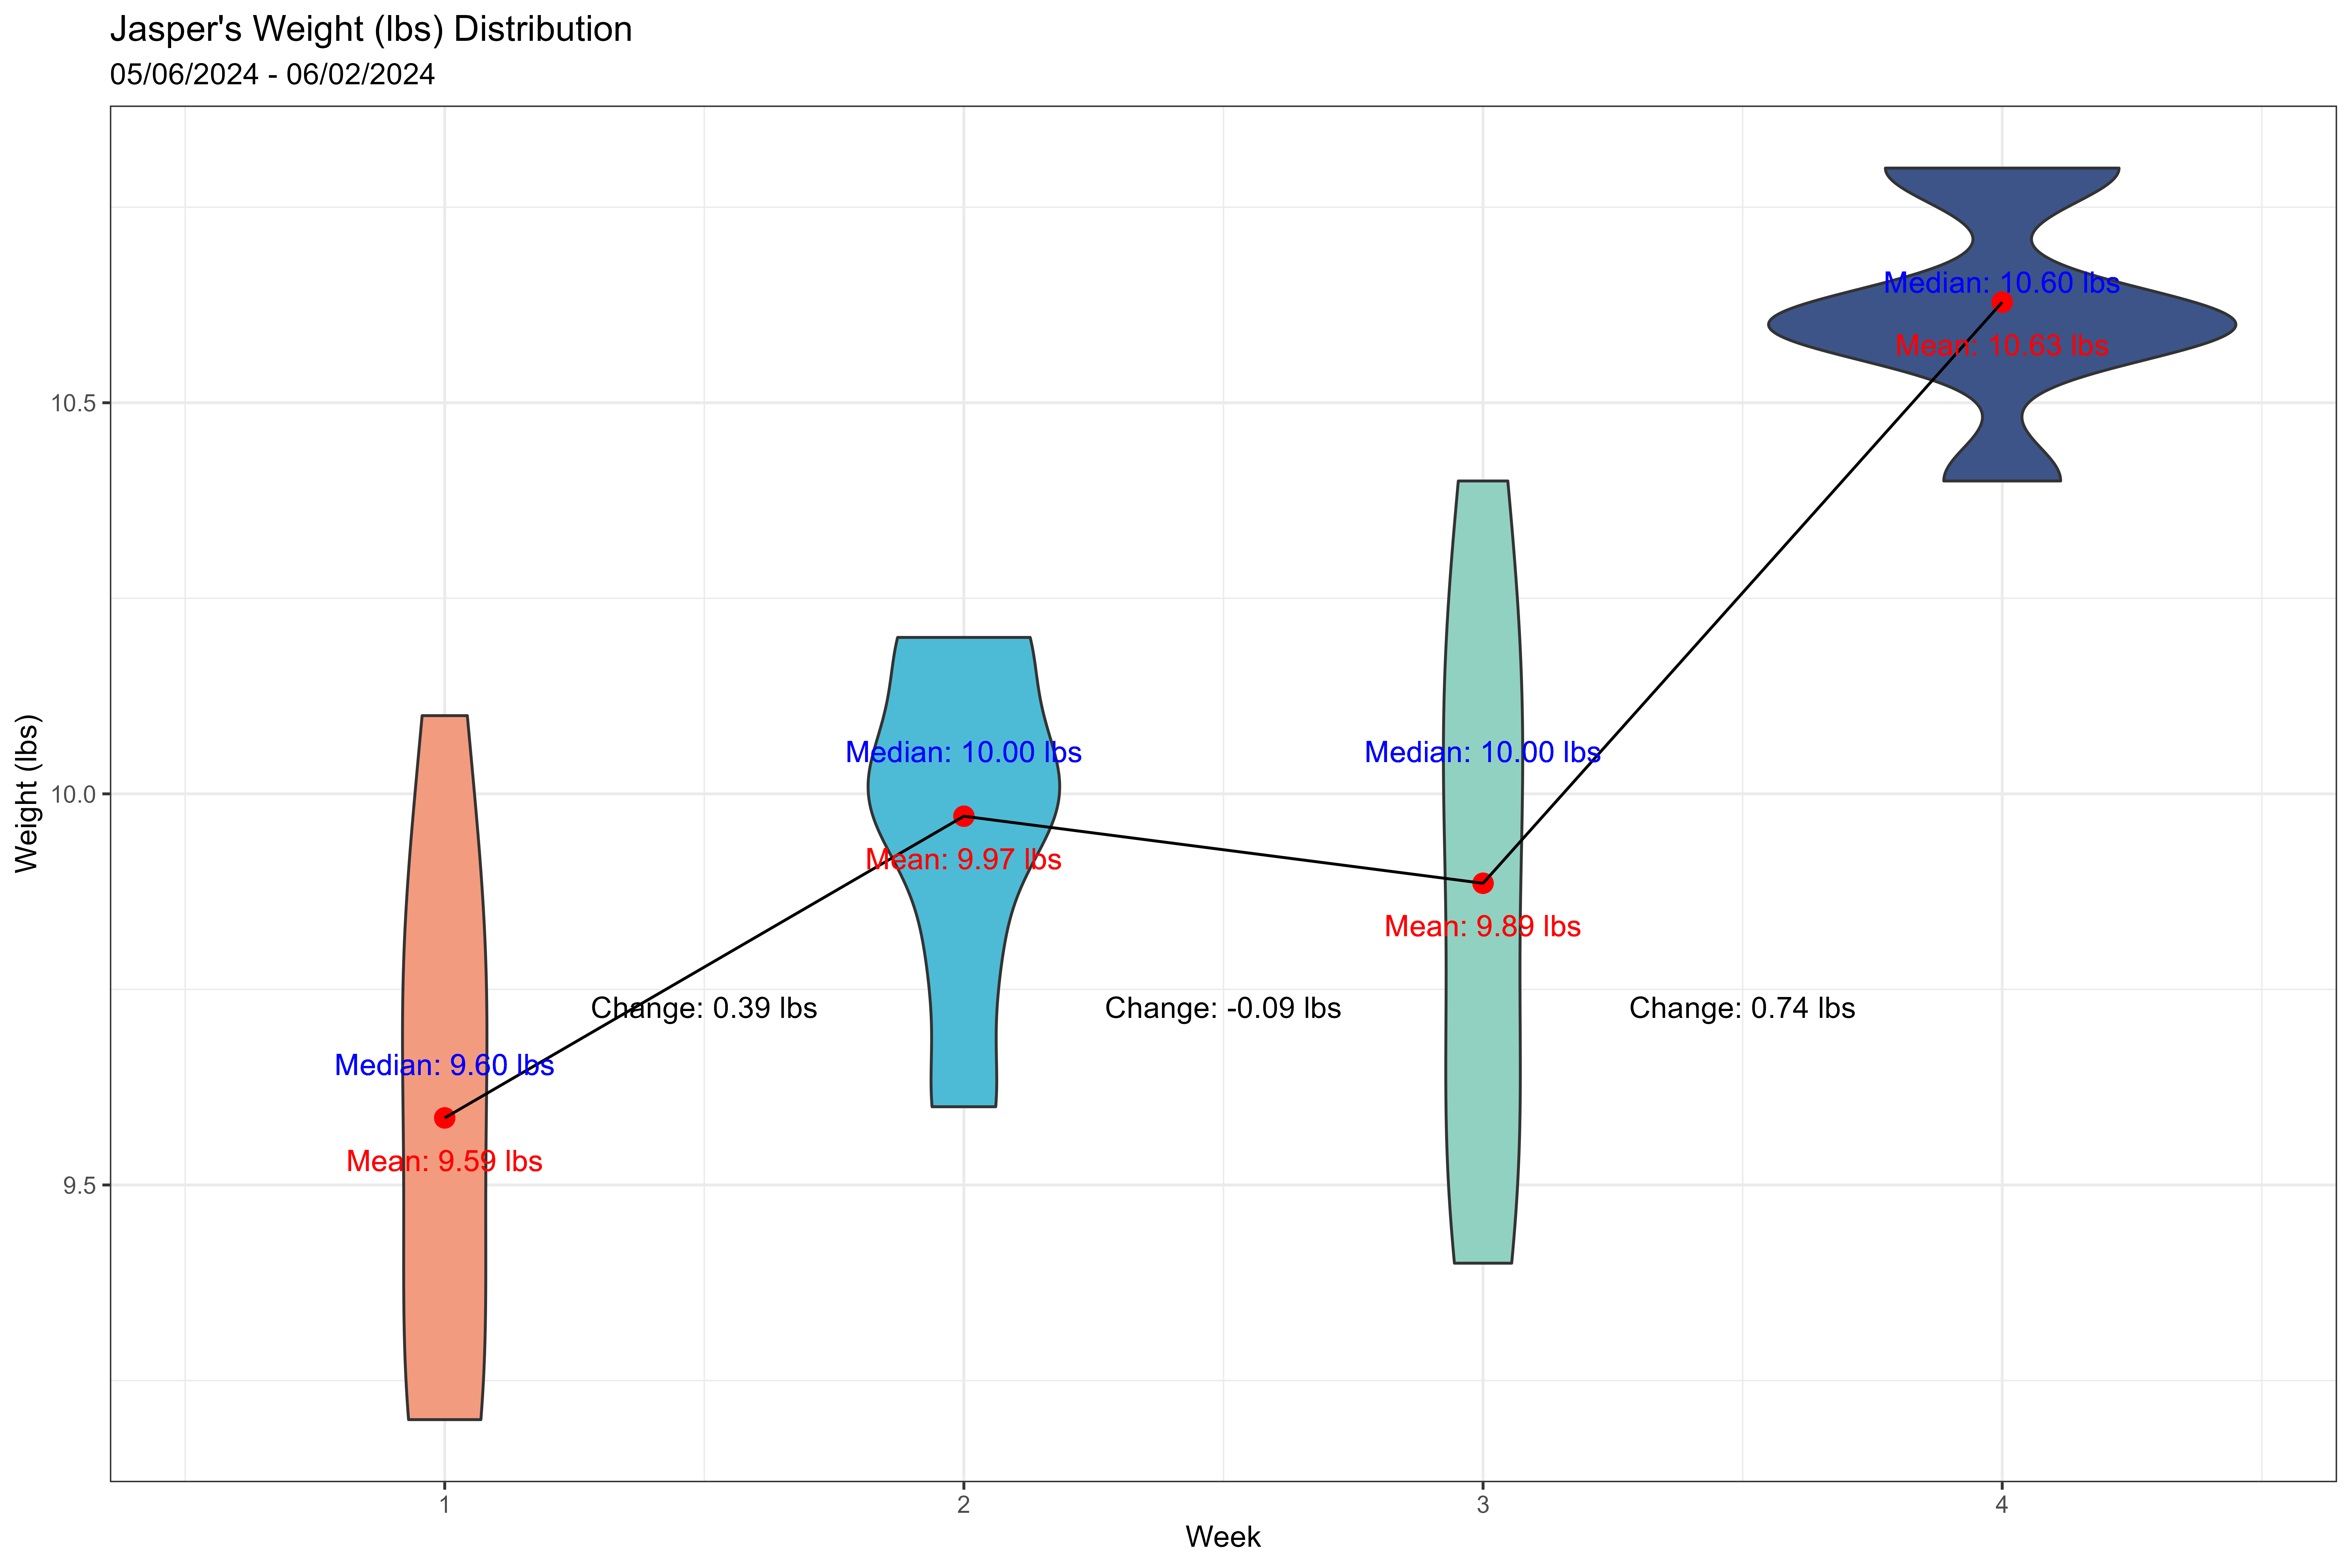 Jasper's Weight (lbs) Distribution
05/06/2024 - 06/02/2024
Weight (lbs)
10.5
10.0
9.5
Median: 10.60 lbs
Mean: 10.63 lbs
Median: 10.00 lbs
Median: 10.00 lbs
Mean: 9.97 lbs
Mean: 9.89 lbs
Change: 0.39 lbs
Change: -0.09 lbs
Change: 0.74 lbs
Median: 9.60 lbs
Mean: 9.59 lbs
1
2
3
4
Week